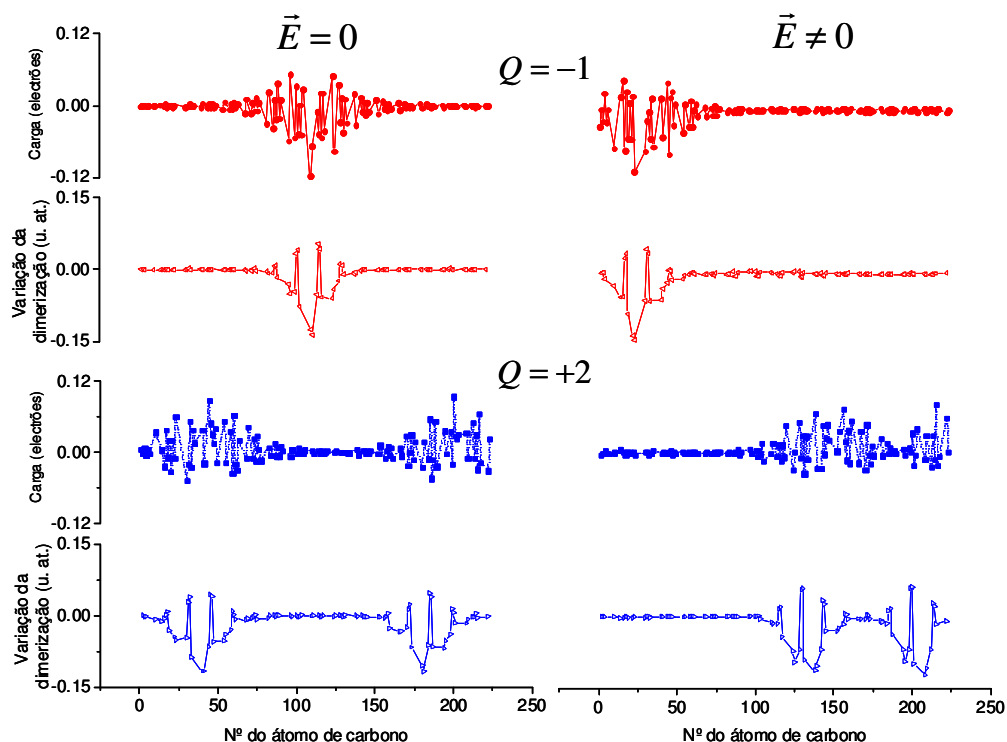 E⃗ = 0
E⃗ ≠ 0
Q = −1
Carga (electrões)
0.12
0.00
-0.12
Variação da
dimerização (u. at.)
0.15
0.00
-0.15
Q = +2
Carga (electrões)
0.12
0.00
-0.12
Variação da
dimerização (u. at.)
0.15
0.00
-0.15
0 50 100 150 200 250
0 50 100 150 200 250
Nº do átomo de carbono
Nº do átomo de carbono